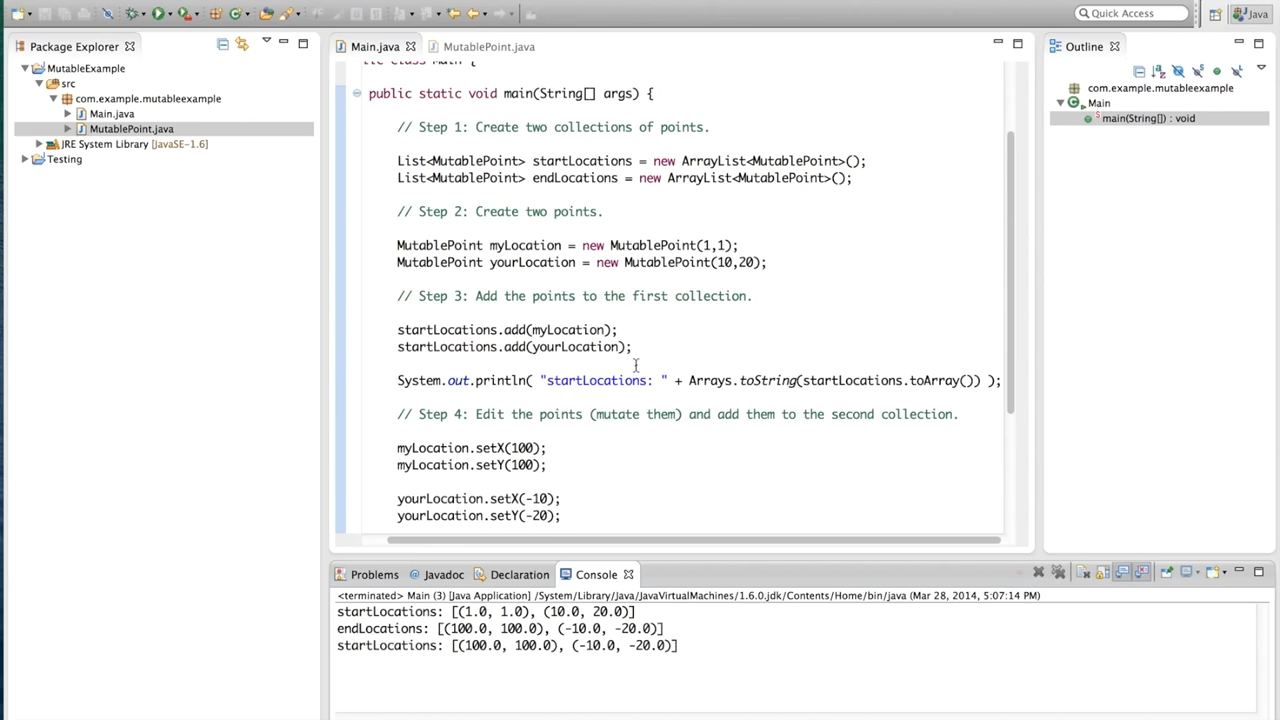 Quick Access
Java
Package Explorer
MutableExample
src
com.example.mutableexample
Main.java
MutablePoint.java
JRE System Library [JavaSE-1.6]
Testing
Main.java
MutablePoint.java
public static void main(String[] args) {
// Step 1: Create two collections of points.
List<MutablePoint> startLocations = new ArrayList<MutablePoint>();
List<MutablePoint> endLocations = new ArrayList<MutablePoint>();
// Step 2: Create two points.
MutablePoint myLocation = new MutablePoint(1,1);
MutablePoint yourLocation = new MutablePoint(10,20);
// Step 3: Add the points to the first collection.
startLocations.add(myLocation);
startLocations.add(yourLocation);
System.out.println( "startLocations: " + Arrays.toString(startLocations.toArray()) );
// Step 4: Edit the points (mutate them) and add them to the second collection.
myLocation.setX(100);
myLocation.setY(100);
yourLocation.setX(-10);
yourLocation.setY(-20);
Outline
com.example.mutableexample
Main
main(String[]) : void
Problems
@ Javadoc
Declaration
Console
<terminated> Main (3) [Java Application] /System/Library/Java/JavaVirtualMachines/1.6.0.jdk/Contents/Home/bin/java (Mar 28, 2014, 5:07:14 PM)
startLocations: [(1.0, 1.0), (10.0, 20.0)]
endLocations: [(100.0, 100.0), (-10.0, -20.0)]
startLocations: [(100.0, 100.0), (-10.0, -20.0)]